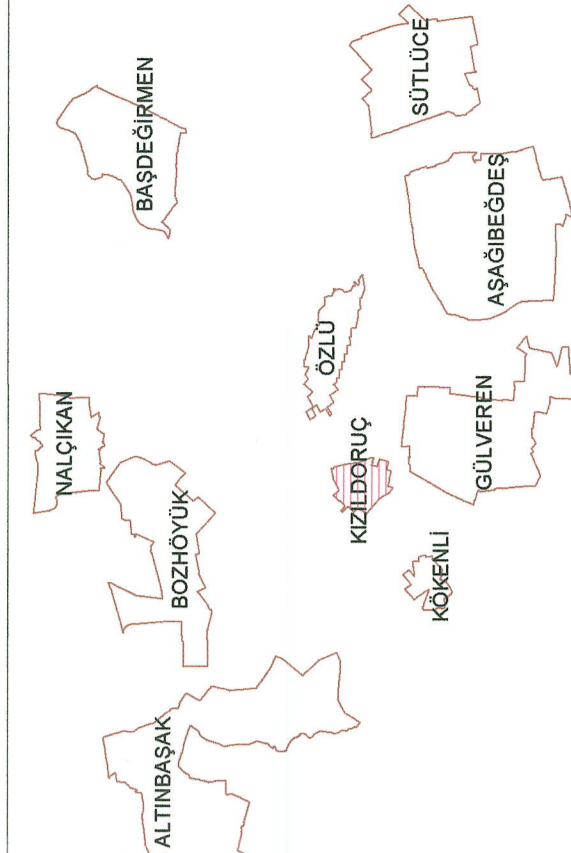 SÜTLÜCE
BAŞDEĞİRMEN
AŞAĞIBEĞDEŞ
ÖZLÜ
NALÇIKAN
GÜLVEREN
KIZILDORUÇ
BOZHÖYÜK
KÖKENLİ
ALTINBAŞAK